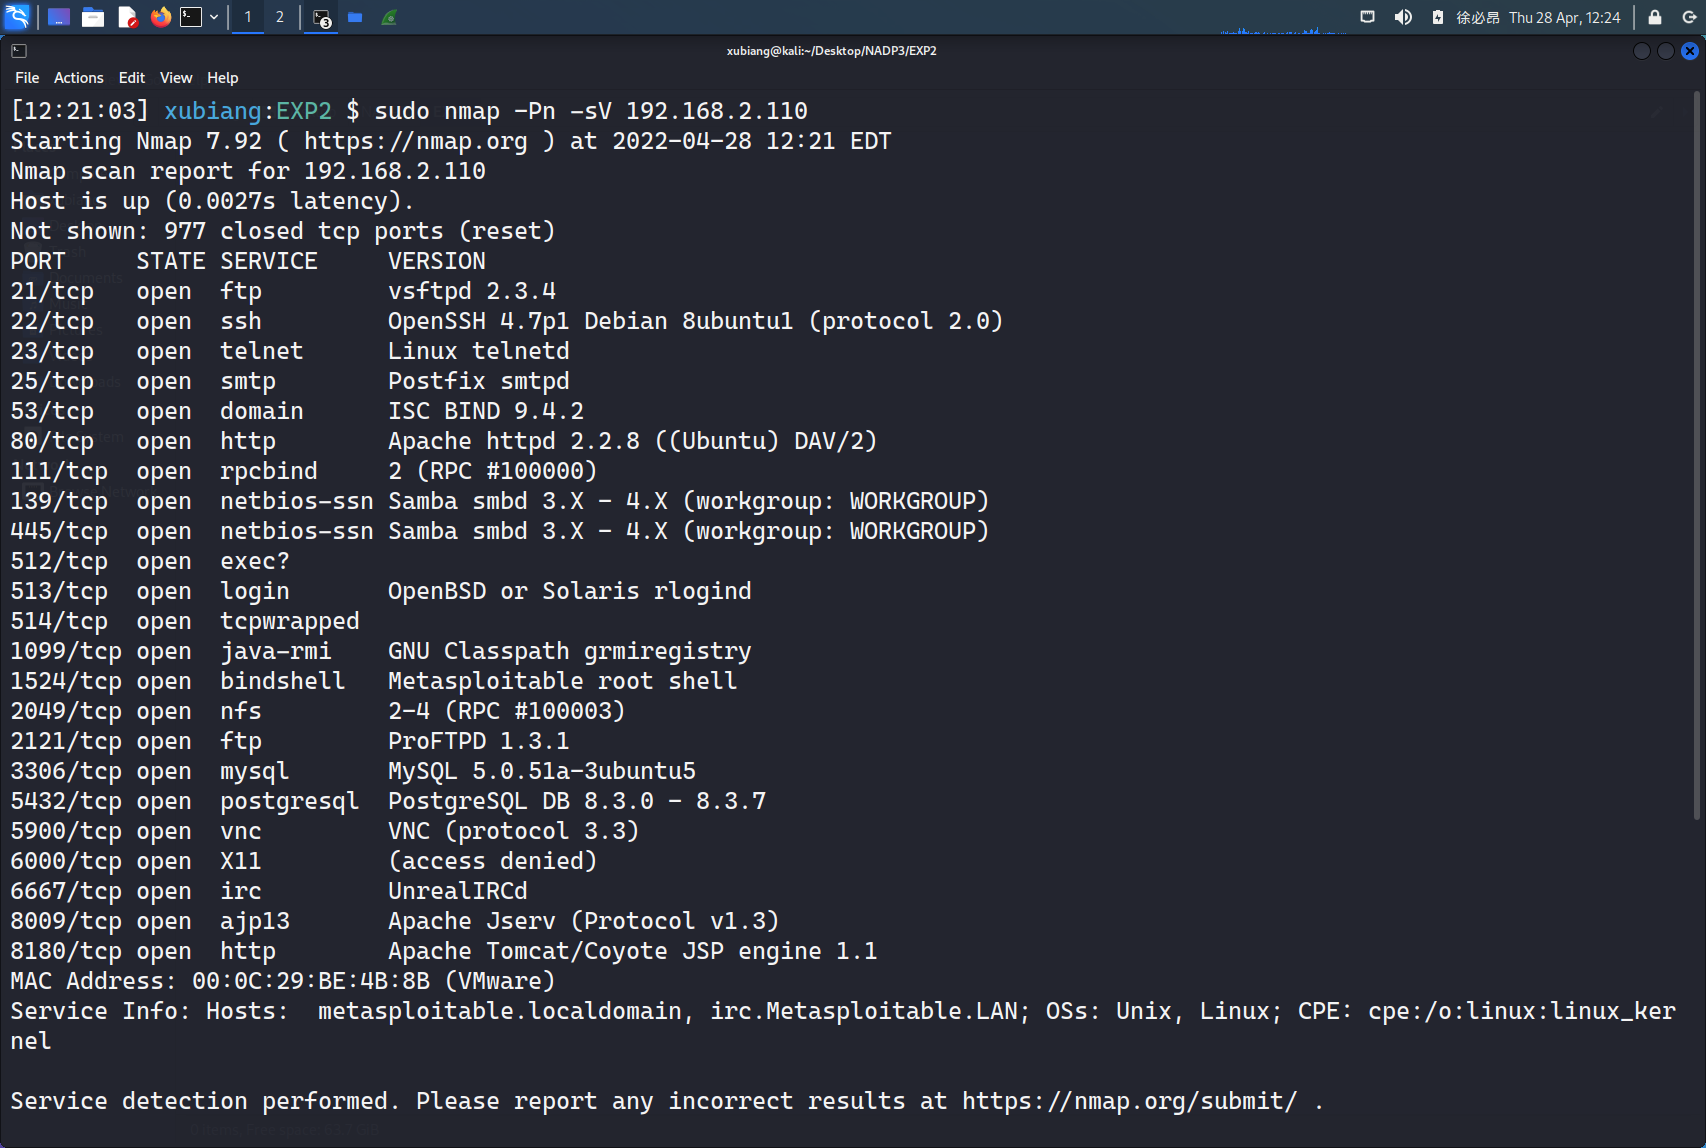 1 2 3 徐必昂 Thu 28 Apr, 12:24
xubiang@kali:~/Desktop/NADP3/EXP2
File Actions Edit View Help
[12:21:03] xubiang:EXP2 $ sudo nmap -Pn -sV 192.168.2.110
Starting Nmap 7.92 ( https://nmap.org ) at 2022-04-28 12:21 EDT
Nmap scan report for 192.168.2.110
Host is up (0.0027s latency).
Not shown: 977 closed tcp ports (reset)
PORT     STATE SERVICE     VERSION
21/tcp   open  ftp         vsftpd 2.3.4
22/tcp   open  ssh         OpenSSH 4.7p1 Debian 8ubuntu1 (protocol 2.0)
23/tcp   open  telnet      Linux telnetd
25/tcp   open  smtp        Postfix smtpd
53/tcp   open  domain      ISC BIND 9.4.2
80/tcp   open  http        Apache httpd 2.2.8 ((Ubuntu) DAV/2)
111/tcp  open  rpcbind     2 (RPC #100000)
139/tcp  open  netbios-ssn Samba smbd 3.X - 4.X (workgroup: WORKGROUP)
445/tcp  open  netbios-ssn Samba smbd 3.X - 4.X (workgroup: WORKGROUP)
512/tcp  open  exec?
513/tcp  open  login       OpenBSD or Solaris rlogind
514/tcp  open  tcpwrapped
1099/tcp open  java-rmi    GNU Classpath grmiregistry
1524/tcp open  bindshell   Metasploitable root shell
2049/tcp open  nfs         2-4 (RPC #100003)
2121/tcp open  ftp         ProFTPD 1.3.1
3306/tcp open  mysql       MySQL 5.0.51a-3ubuntu5
5432/tcp open  postgresql  PostgreSQL DB 8.3.0 - 8.3.7
5900/tcp open  vnc         VNC (protocol 3.3)
6000/tcp open  X11         (access denied)
6667/tcp open  irc         UnrealIRCd
8009/tcp open  ajp13       Apache Jserv (Protocol v1.3)
8180/tcp open  http        Apache Tomcat/Coyote JSP engine 1.1
MAC Address: 00:0C:29:BE:4B:8B (VMware)
Service Info: Hosts:  metasploitable.localdomain, irc.Metasploitable.LAN; OSs: Unix, Linux; CPE: cpe:/o:linux:linux_ker
nel
Service detection performed. Please report any incorrect results at https://nmap.org/submit/ .